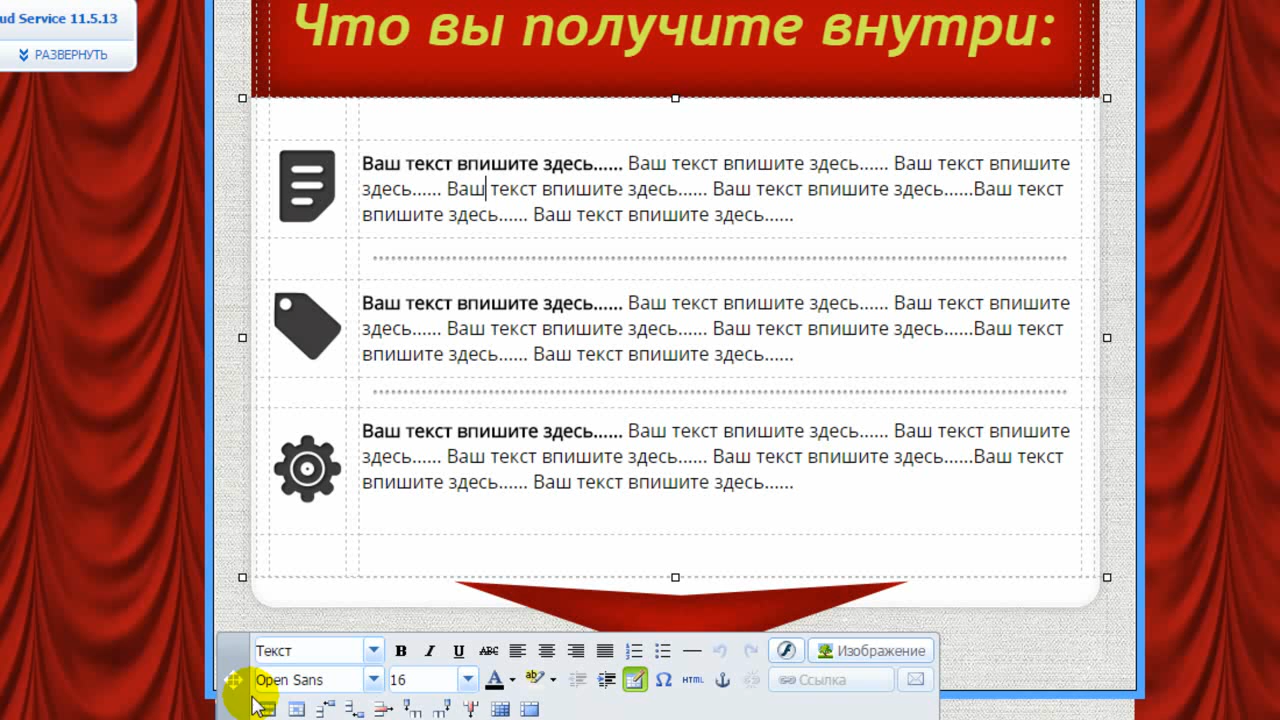 ud Service 11.5.13
РАЗВЕРНУТЬ
Что вы получите внутри:
Ваш текст впишите здесь...... Ваш текст впишите здесь...... Ваш текст впишите
здесь...... Ваш текст впишите здесь...... Ваш текст впишите здесь......Ваш текст
впишите здесь...... Ваш текст впишите здесь......
Ваш текст впишите здесь...... Ваш текст впишите здесь...... Ваш текст впишите
здесь...... Ваш текст впишите здесь...... Ваш текст впишите здесь......Ваш текст
впишите здесь...... Ваш текст впишите здесь......
Ваш текст впишите здесь...... Ваш текст впишите здесь...... Ваш текст впишите
здесь...... Ваш текст впишите здесь...... Ваш текст впишите здесь......Ваш текст
впишите здесь...... Ваш текст впишите здесь......
Текст B I U ABC Изображение
Open Sans 16 A ab Ω HTML Ссылка